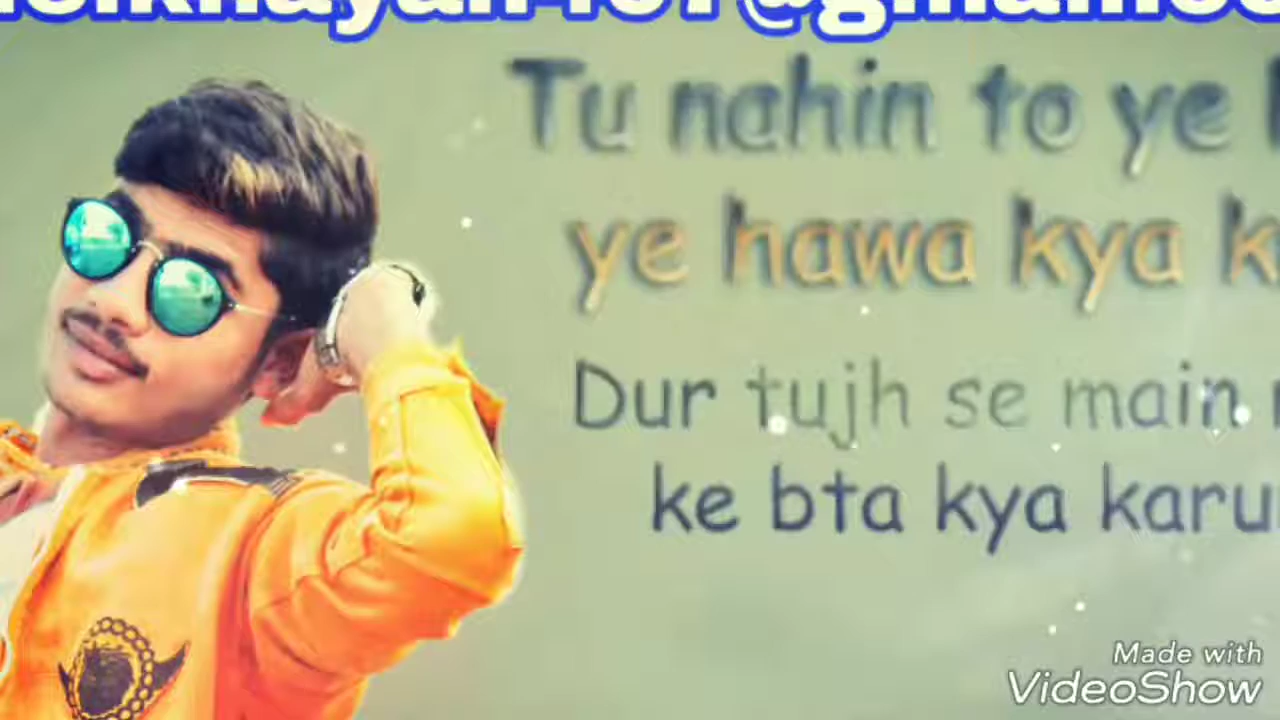 Tu nahin to ye
ye hawa kya
Dur tujh se main
ke bta kya karu
Made with
VideoShow